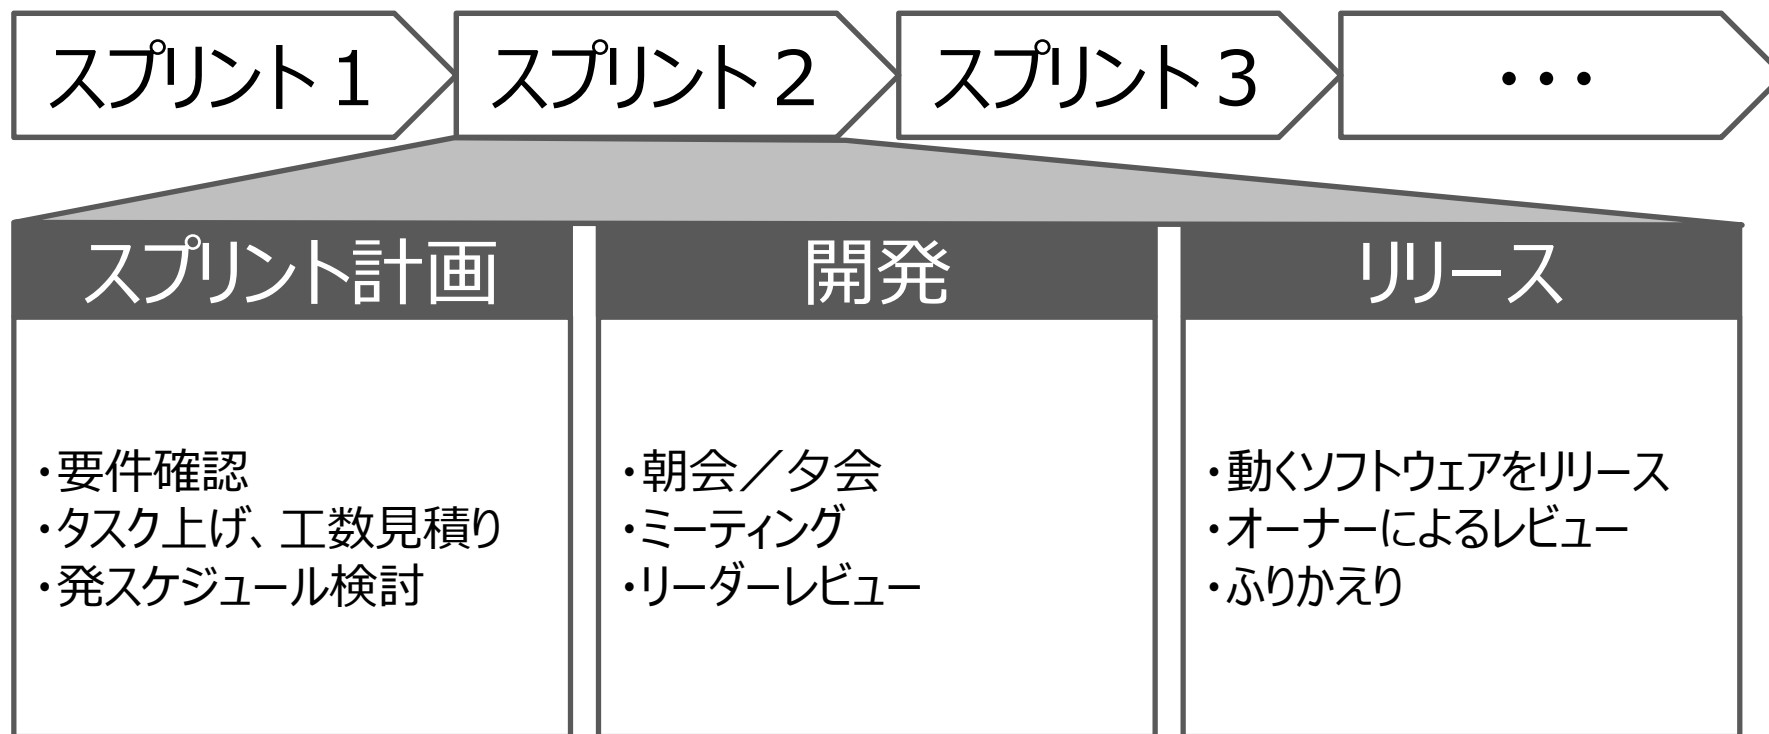 スプリント1
スプリント2
スプリント3
・・・
スプリント計画
・要件確認
・タスク上げ、工数見積り
・発スケジュール検討
開発
・朝会／夕会
・ミーティング
・リーダーレビュー
リリース
・動くソフトウェアをリリース
・オーナーによるレビュー
・ふりかえり